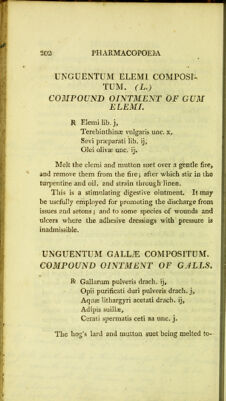 202 PHARMACOPOEIA
UNGUENTUM ELEMI COMPOSI-
TUM. (L.)
COMPOUND OINTMENT OF GUM
ELEMI.
℞ Elemi lib. j,
Terebinthinæ vulgaris unc. x,
Sevi præparati lib. ij,
Olei olivæ unc. ij.
Melt the elemi and mutton suet over a gentle fire,
and remove them from the fire; after which stir in the
turpentine and oil, and strain through linen.
This is a stimulating digestive ointment. It may
be usefully employed for promoting the discharge from
issues and setons; and to some species of wounds and
ulcers where the adhesive dressings with pressure is
inadmissible.
UNGUENTUM GALLÆ COMPOSITUM.
COMPOUND OINTMENT OF GALLS.
℞ Gallarum pulveris drach. ij,
Opii purificati duri pulveris drach. j,
Aquæ lithargyri acetati drach. ij,
Adipis suillæ,
Cerati spermatis ceti aa unc. j.
The hog's lard and mutton suet being melted to-